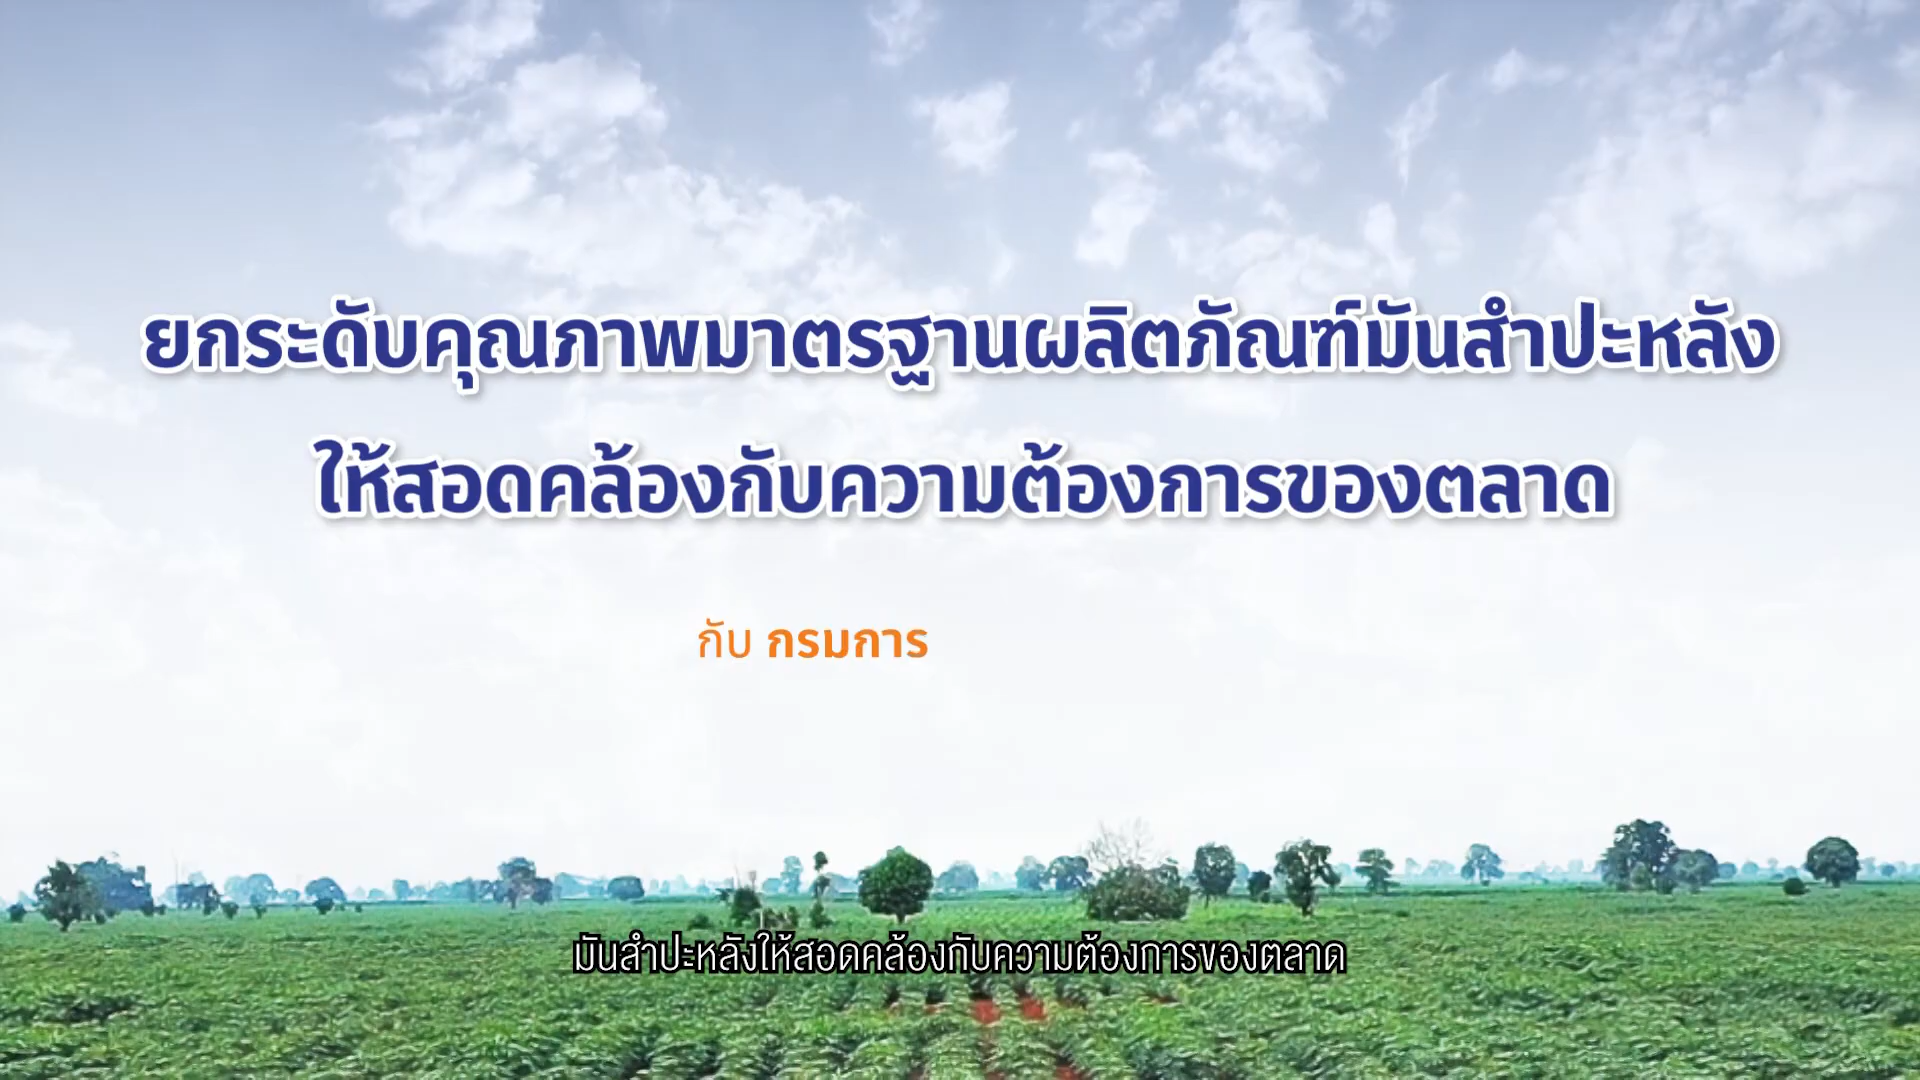 ยกระดับคุณภาพมาตรฐานผลิตภัณฑ์มันสำปะหลัง
ให้สอดคล้องกับความต้องการของตลาด
กับ กรมการ
มันสำปะหลังให้สอดคล้องกับความต้องการของตลาด